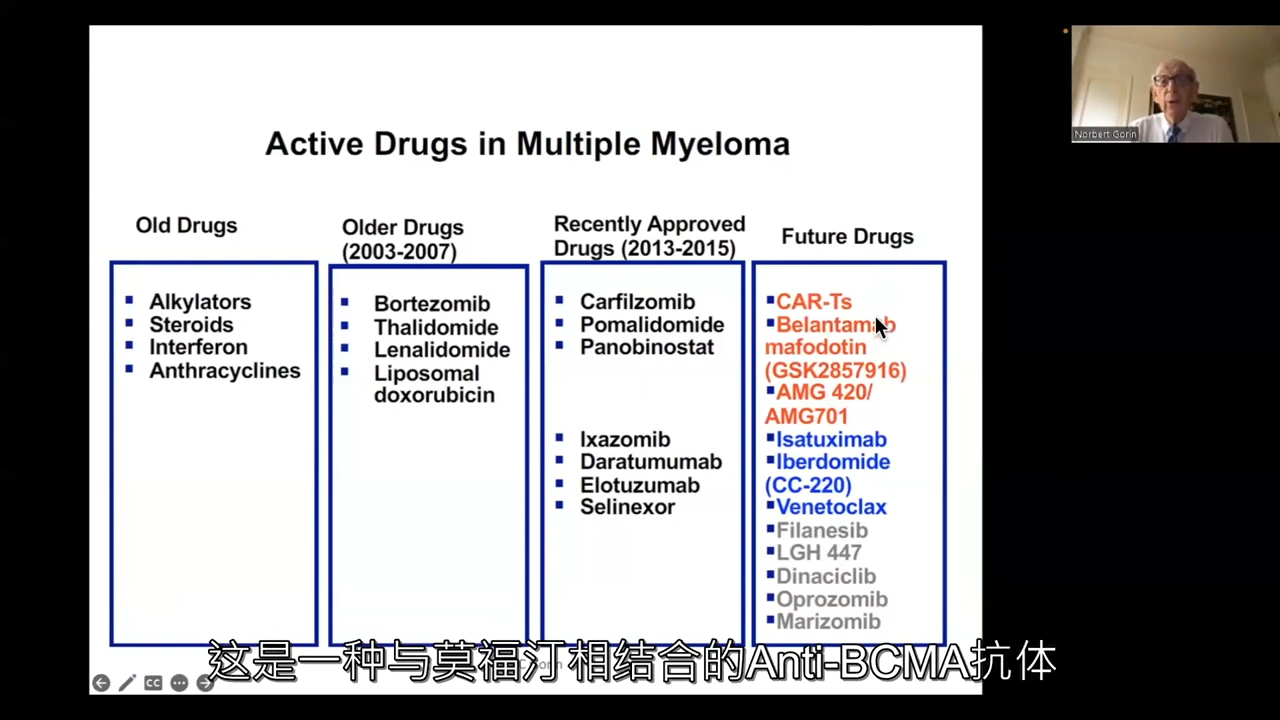 Active Drugs in Multiple Myeloma
Old Drugs
Alkylators
Steroids
Interferon
Anthracyclines
Older Drugs
(2003-2007)
Bortezomib
Thalidomide
Lenalidomide
Liposomal
doxorubicin
Recently Approved
Drugs (2013-2015)
Carfilzomib
Pomalidomide
Panobinostat
Ixazomib
Daratumumab
Elotuzumab
Selinexor
Future Drugs
CAR-Ts
Belantamab
mafodotin
(GSK2857916)
AMG 420/
AMG701
Isatuximab
Iberdomide
(CC-220)
Venetoclax
Filanesib
LGH 447
Dinaciclib
Oprozomib
Marizomib
这是一种与莫福汀相结合的Anti-BCMA抗体
CC
Norbert Gorin